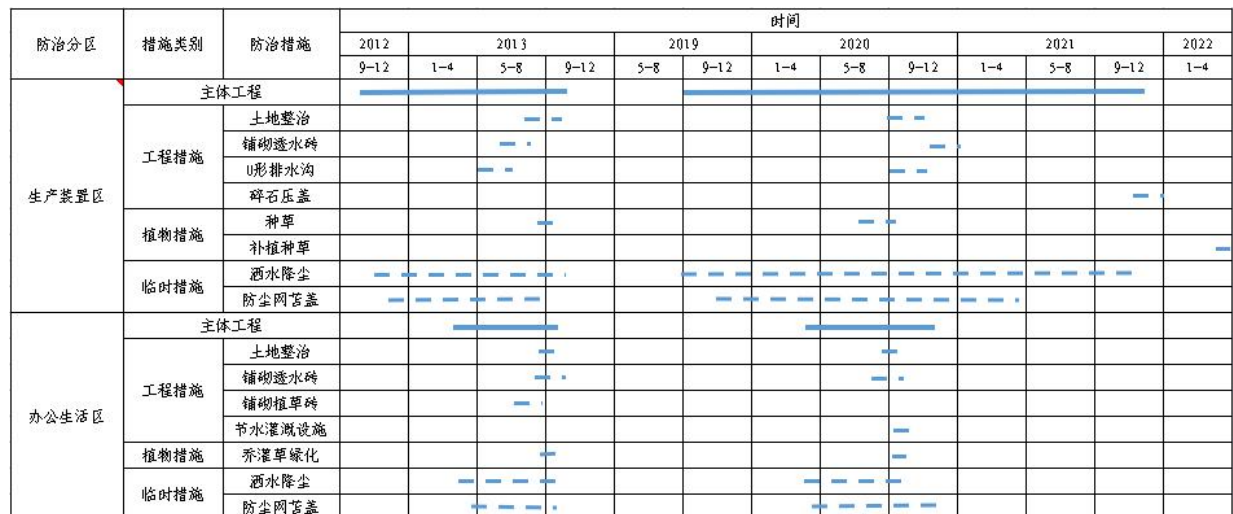 时间
防治分区 措施类别 防治措施 2012 2013 2019 2020 2021 2022
9-12 1-4 5-8 9-12 5-8 9-12 1-4 5-8 9-12 1-4 5-8 9-12 1-4
生产装置区 主体工程
工程措施 土地整治
铺砌透水砖
U形排水沟
碎石压盖
植物措施 种草
补植种草
临时措施 洒水降尘
防尘网苫盖
办公生活区 主体工程
工程措施 土地整治
铺砌透水砖
铺砌植草砖
节水灌溉设施
植物措施 乔灌草绿化
临时措施 洒水降尘
防尘网苫盖